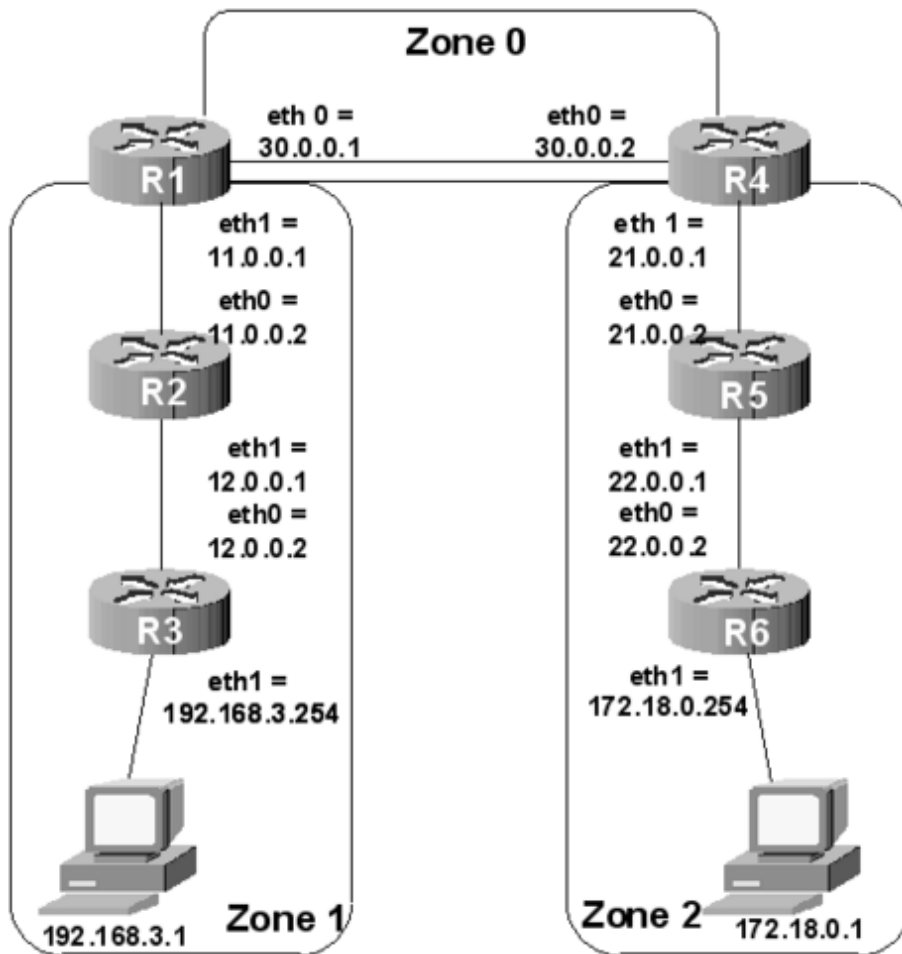 Zone 0
eth 0 =
30.0.0.1
eth0 =
30.0.0.2
R1
R4
eth1 =
11.0.0.1
eth 1 =
21.0.0.1
eth0 =
11.0.0.2
eth0 =
21.0.0.2
R2
R5
eth1 =
12.0.0.1
eth1 =
22.0.0.1
eth0 =
12.0.0.2
eth0 =
22.0.0.2
R3
R6
eth1 =
192.168.3.254
eth1 =
172.18.0.254
192.168.3.1
Zone 1
Zone 2
172.18.0.1